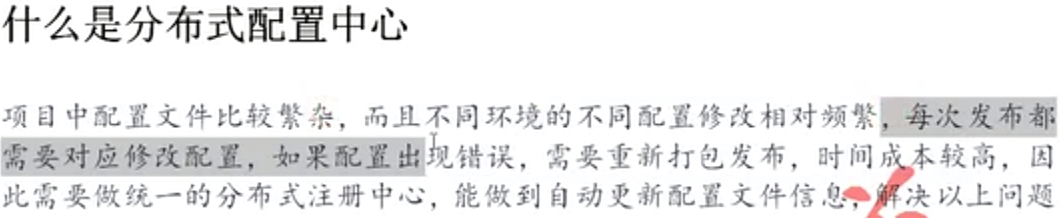 什么是分布式配置中心
项目中配置文件比较繁杂，而且不同环境的不同配置修改相对频繁，每次发布都
需要对应修改配置，如果配置出现错误，需要重新打包发布，时间成本较高，因
此需要做统一的分布式注册中心，能做到自动更新配置文件信息，解决以上问题